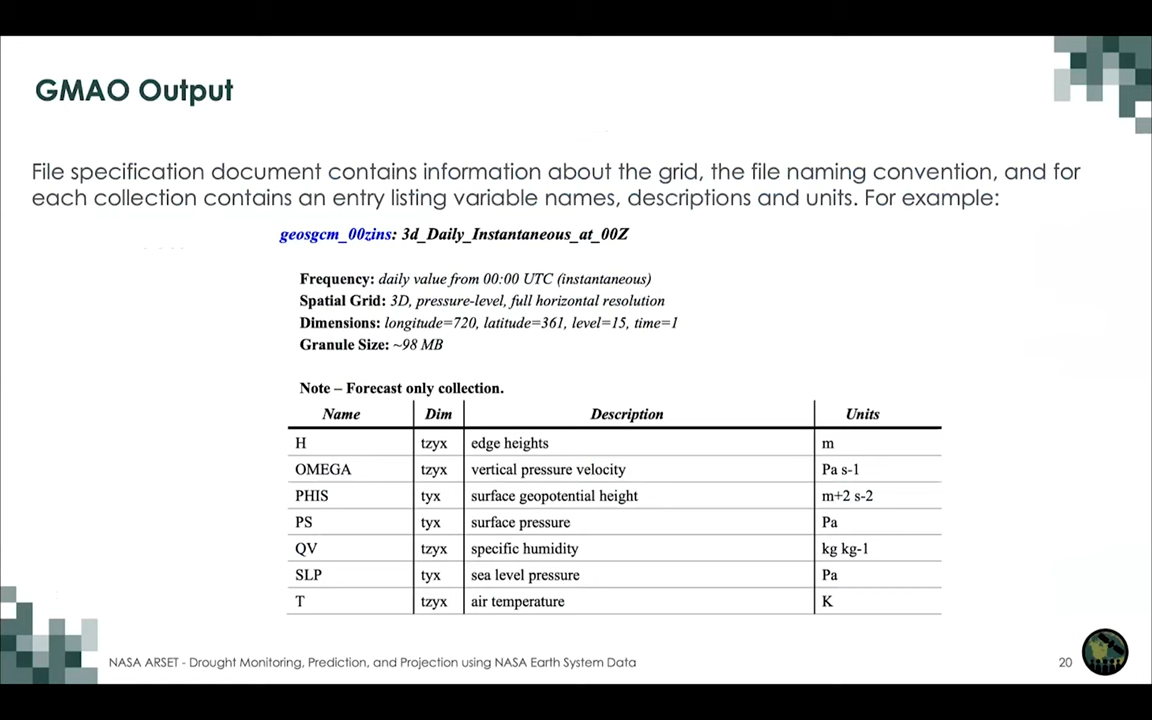 GMAO Output
File specification document contains information about the grid, the file naming convention, and for
each collection contains an entry listing variable names, descriptions and units. For example:
geosgcm_00zins: 3d_Daily_Instantaneous_at_00Z
Frequency: daily value from 00:00 UTC (instantaneous)
Spatial Grid: 3D, pressure-level, full horizontal resolution
Dimensions: longitude=720, latitude=361, level=15, time=1
Granule Size: ~98 MB
Note – Forecast only collection.
Name Dim Description Units
H tzyx edge heights m
OMEGA tzyx vertical pressure velocity Pa s-1
PHIS tyx surface geopotential height m+2 s-2
PS tyx surface pressure Pa
QV tzyx specific humidity kg kg-1
SLP tyx sea level pressure Pa
T tzyx air temperature K
NASA ARSET - Drought Monitoring, Prediction, and Projection using NASA Earth System Data 20